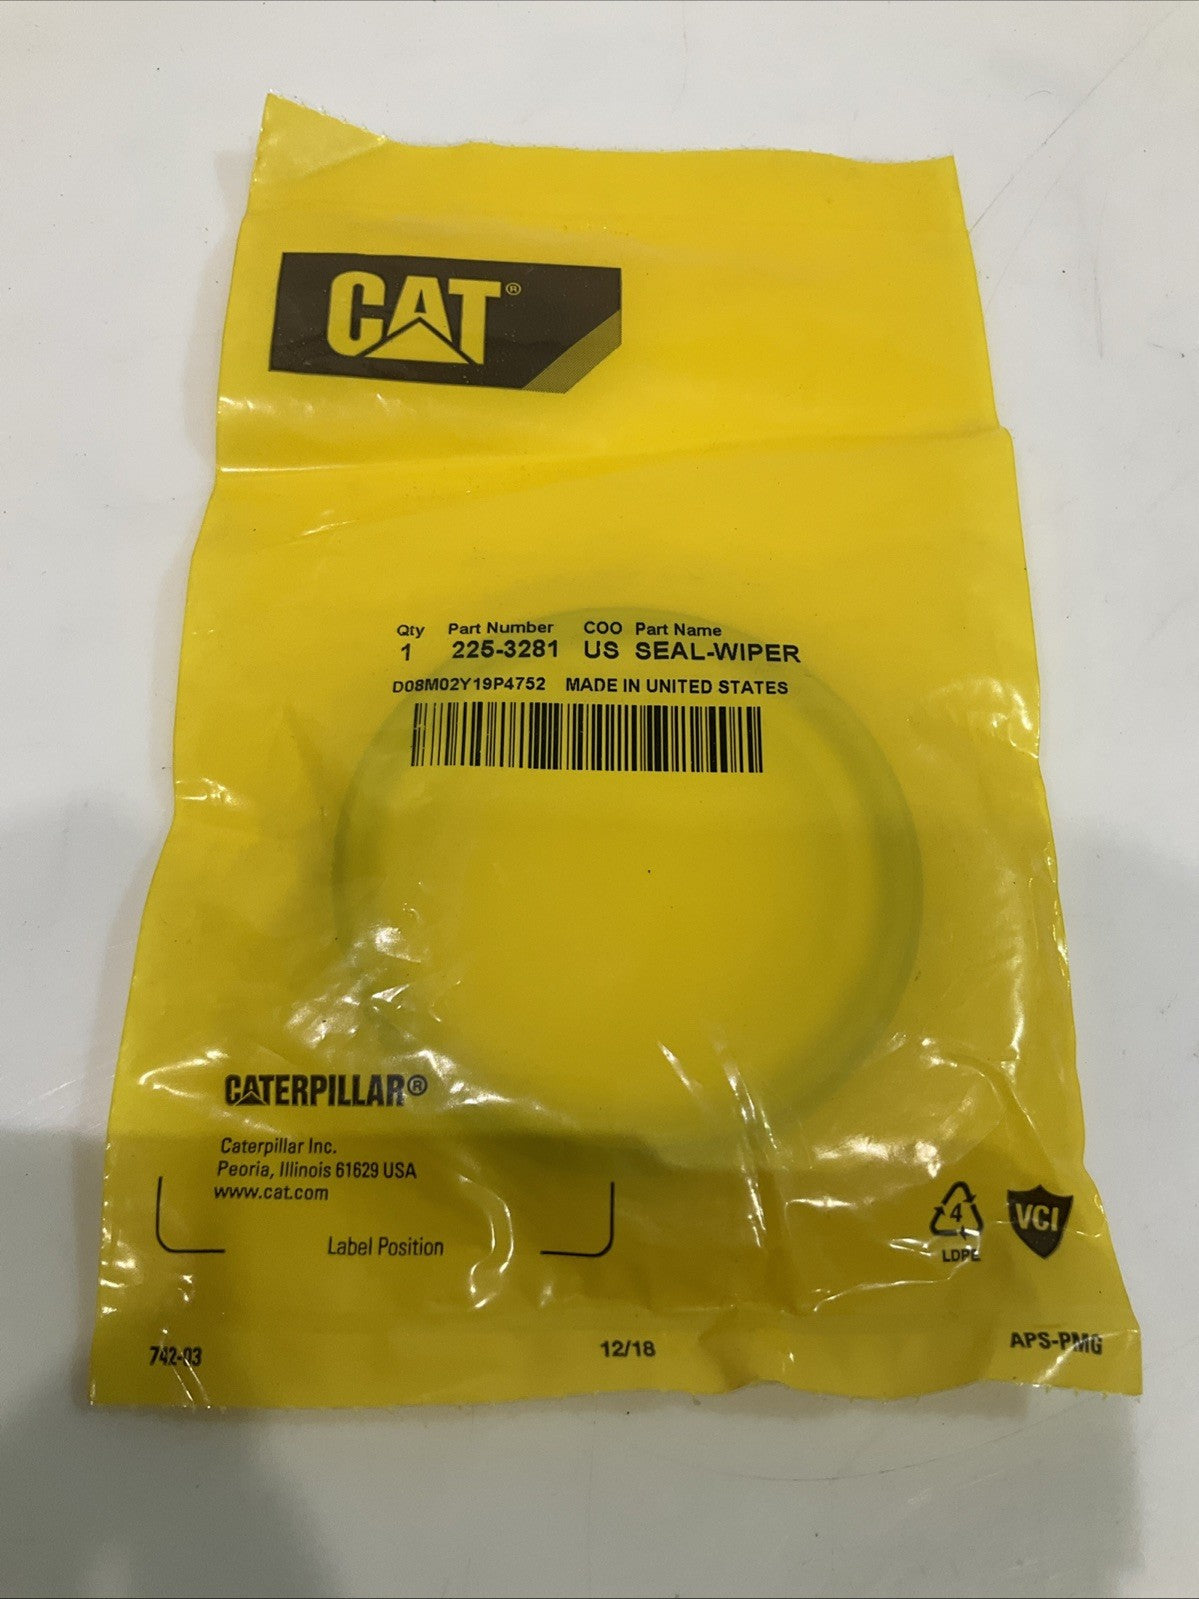 CAT®
Qty Part Number COO Part Name
1 225-3281 US SEAL-WIPER
D08M02Y19P4752 MADE IN UNITED STATES
CATERPILLAR®
Caterpillar Inc.
Peoria, Illinois 61629 USA
www.cat.com
Label Position
4
LDPE
VCI
742-03
12/18
APS-PMG